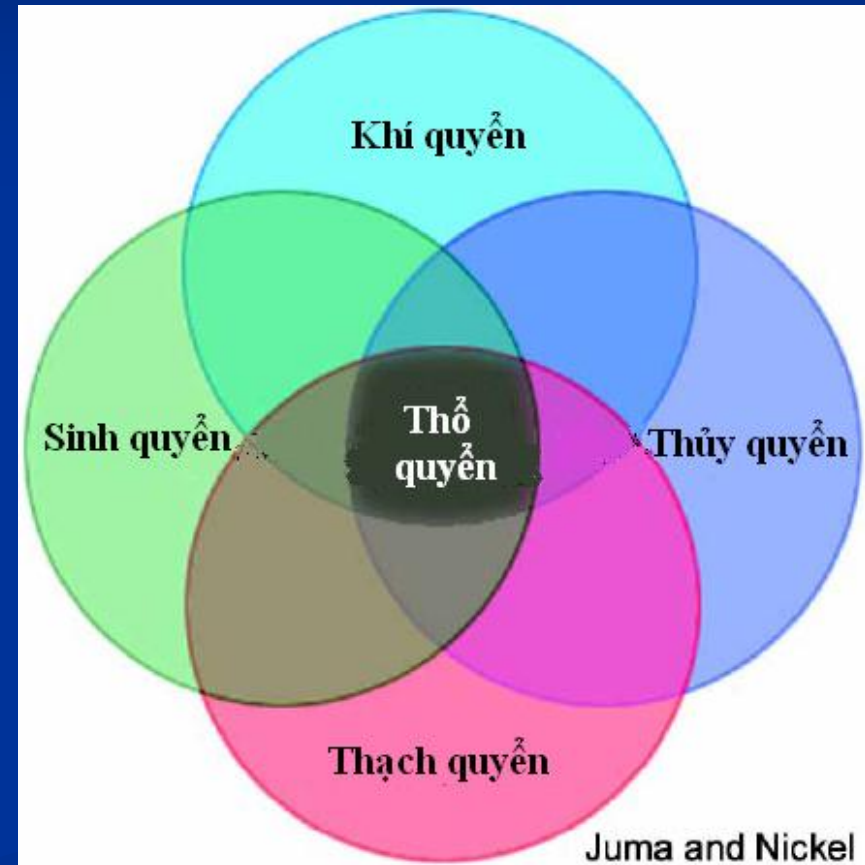 Khí quyển
Sinh quyển
Thổ
quyển
Thủy quyển
Thạch quyển
Juma and Nickel